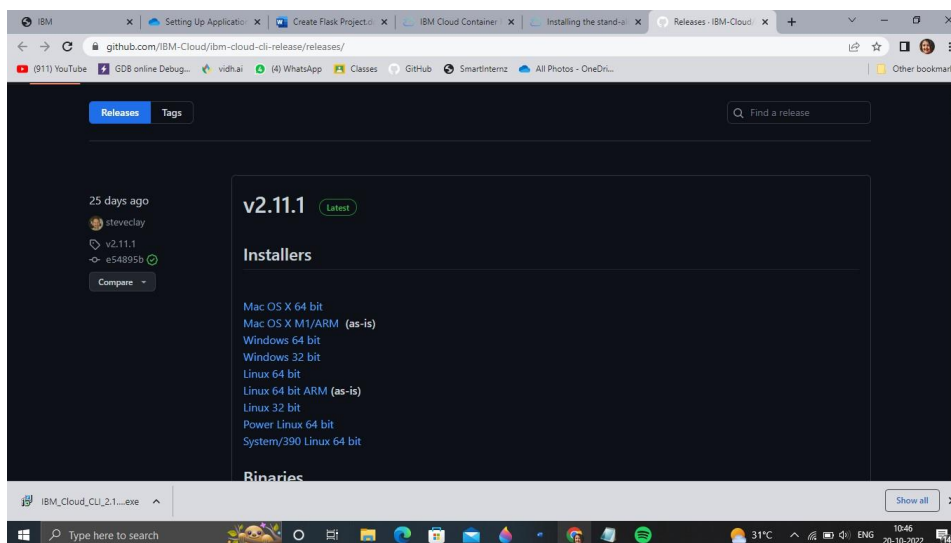 IBM
Setting Up Applicatio
Create Flask Project.d
IBM Cloud Container
Installing the stand-al
Releases · IBM-Cloud
github.com/IBM-Cloud/ibm-cloud-cli-release/releases/
(911) YouTube
GDB online Debug...
vidh.ai
(4) WhatsApp
Classes
GitHub
SmartInternz
All Photos - OneDri...
Other bookmar
Releases
Tags
Find a release
25 days ago
steveclay
v2.11.1
e54895b
Compare
v2.11.1
Latest
Installers
Mac OS X 64 bit
Mac OS X M1/ARM (as-is)
Windows 64 bit
Windows 32 bit
Linux 64 bit
Linux 64 bit ARM (as-is)
Linux 32 bit
Power Linux 64 bit
System/390 Linux 64 bit
Binaries
IBM_Cloud_CLI_2.1....exe
Show all
Type here to search
31°C
ENG
10:46
20-10-2022